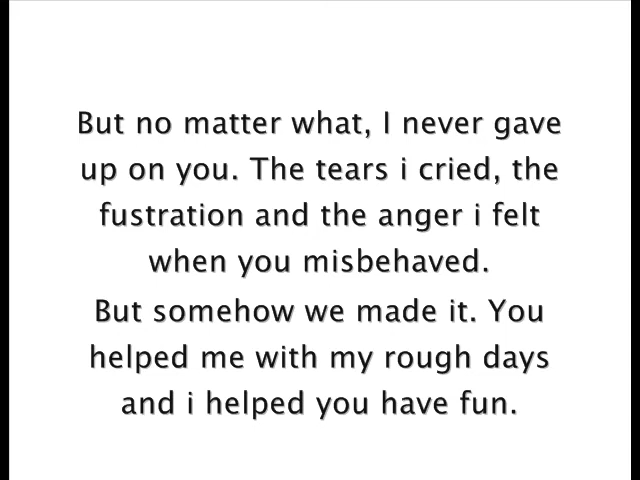 But no matter what, I never gave
up on you. The tears i cried, the
fustration and the anger i felt
when you misbehaved.
But somehow we made it. You
helped me with my rough days
and i helped you have fun.